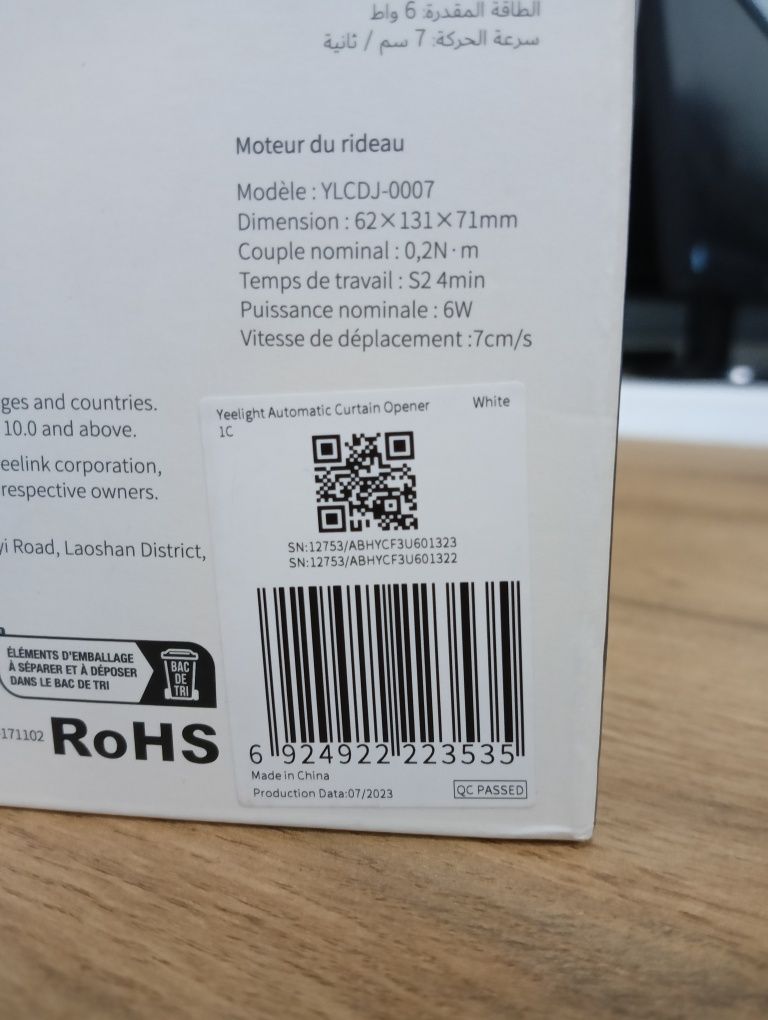 الطاقة المقدرة: 6 واط
سرعة الحركة: 7 سم / ثانية
Moteur du rideau
Modèle : YLCDJ-0007
Dimension : 62×131×71mm
Couple nominal : 0,2N·m
Temps de travail : S2 4min
Puissance nominale : 6W
Vitesse de déplacement :7cm/s
ges and countries.
10.0 and above.
eelink corporation,
respective owners.
yi Road, Laoshan District,
Yeelight Automatic Curtain Opener White
1C
SN:12753/ABHYCF3U601323
SN:12753/ABHYCF3U601322
ÉLÉMENTS D'EMBALLAGE
À SÉPARER ET À DÉPOSER
DANS LE BAC DE TRI
BAC
DE
TRI
-171102
RoHS
6 924922 223535
Made in China
Production Data:07/2023 QC PASSED